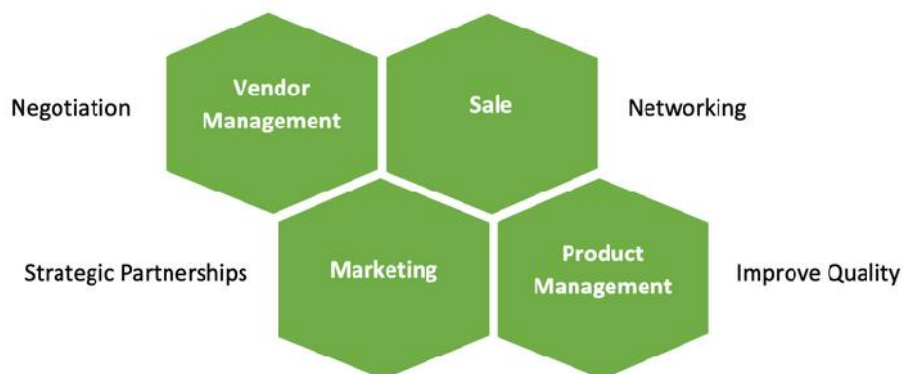 Negotiation
Vendor
Management
Sale
Networking
Strategic Partnerships
Marketing
Product
Management
Improve Quality